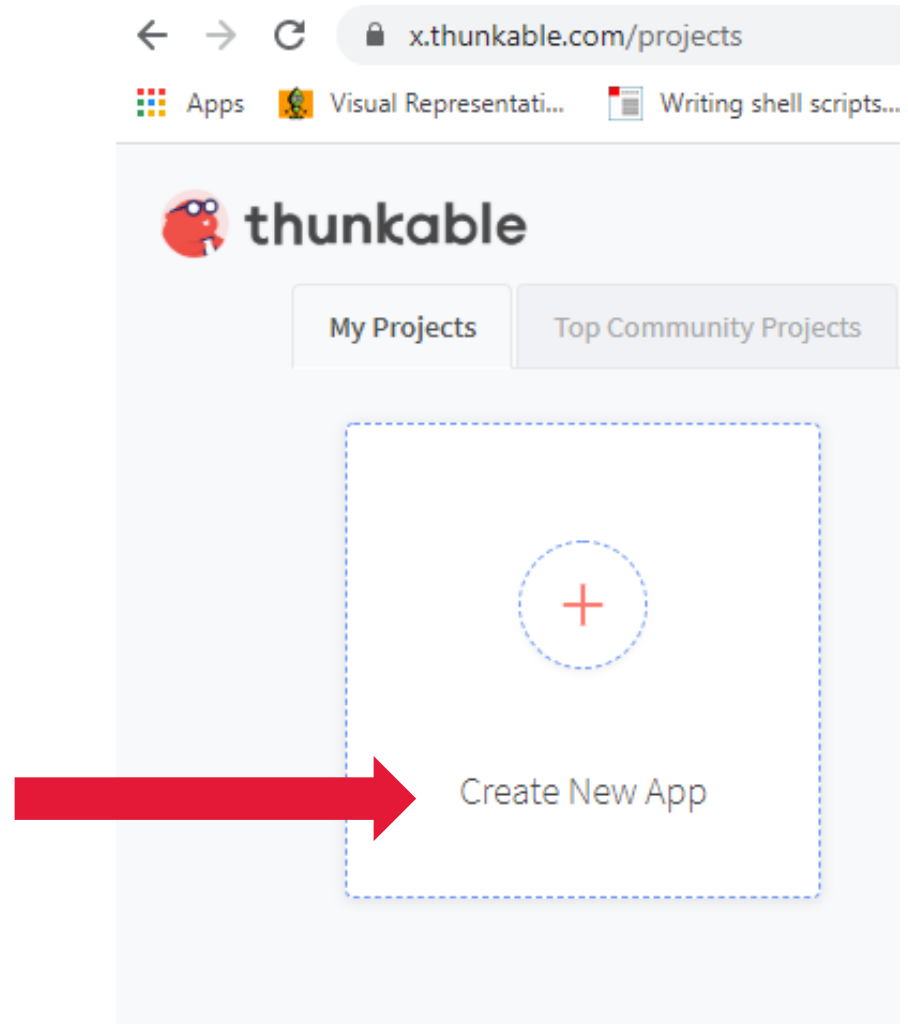 x.thunkable.com/projects
Apps Visual Representati... Writing shell scripts...
thunkable
My Projects Top Community Projects
Create New App